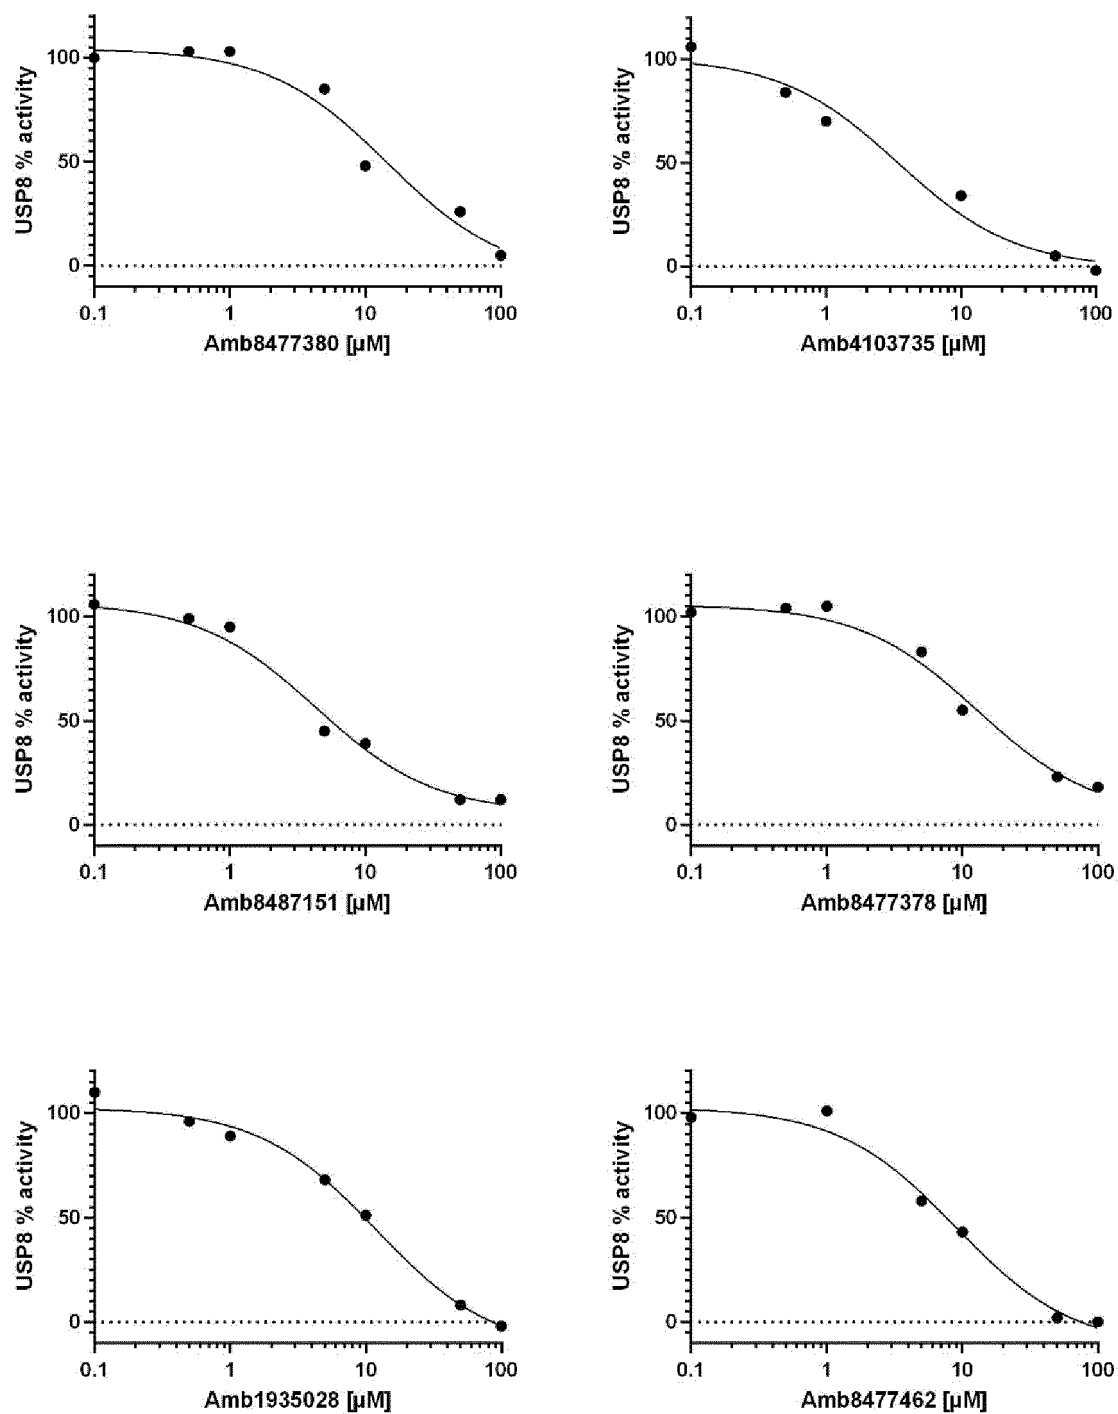 USP8 % activity
100
50
0
0.1 1 10 100
Amb8477380 [µM]
USP8 % activity
100
50
0
0.1 1 10 100
Amb4103735 [µM]
USP8 % activity
100
50
0
0.1 1 10 100
Amb8487151 [µM]
USP8 % activity
100
50
0
0.1 1 10 100
Amb8477378 [µM]
USP8 % activity
100
50
0
0.1 1 10 100
Amb1935028 [µM]
USP8 % activity
100
50
0
0.1 1 10 100
Amb8477462 [µM]